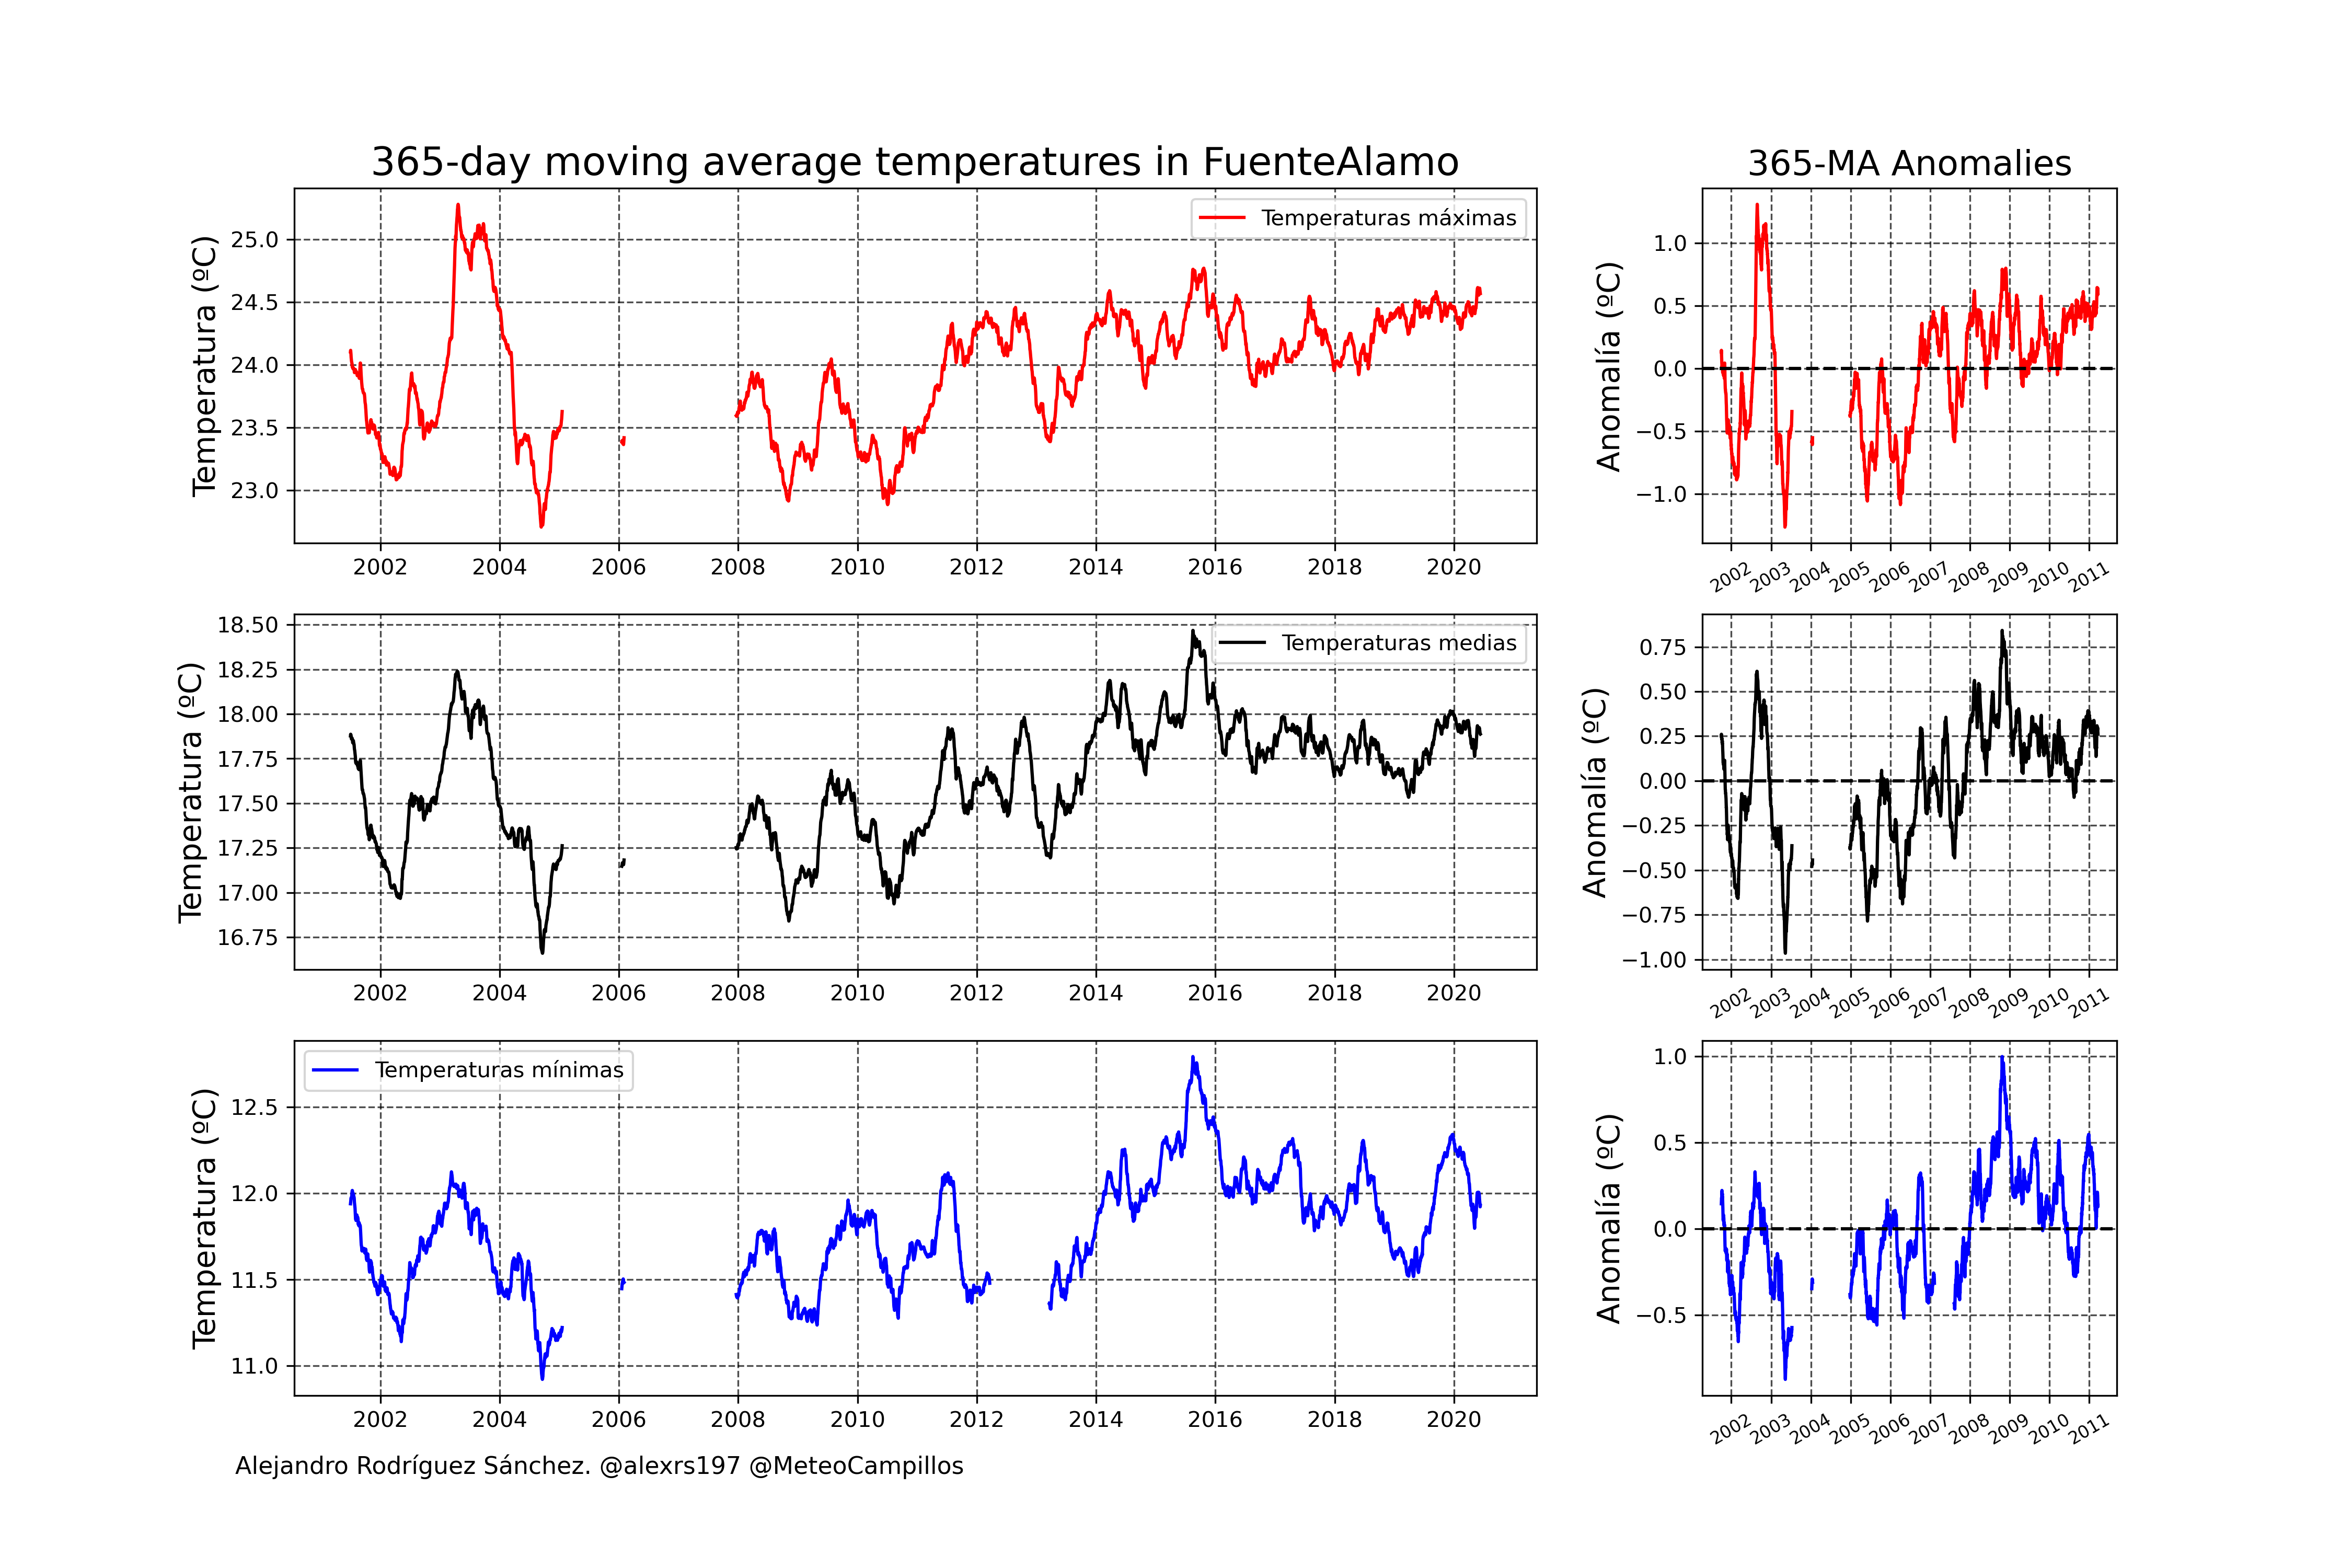 365-day moving average temperatures in FuenteAlamo
365-MA Anomalies
Temperatura (ºC)
25.0
24.5
24.0
23.5
23.0
Temperaturas máximas
2002 2004 2006 2008 2010 2012 2014 2016 2018 2020
Anomalía (ºC)
1.0
0.5
0.0
−0.5
−1.0
2002 2003 2004 2005 2006 2007 2008 2009 2010 2011
Temperatura (ºC)
18.50
18.25
18.00
17.75
17.50
17.25
17.00
16.75
Temperaturas medias
2002 2004 2006 2008 2010 2012 2014 2016 2018 2020
Anomalía (ºC)
0.75
0.50
0.25
0.00
−0.25
−0.50
−0.75
−1.00
2002 2003 2004 2005 2006 2007 2008 2009 2010 2011
Temperatura (ºC)
12.5
12.0
11.5
11.0
Temperaturas mínimas
2002 2004 2006 2008 2010 2012 2014 2016 2018 2020
Anomalía (ºC)
1.0
0.5
0.0
−0.5
2002 2003 2004 2005 2006 2007 2008 2009 2010 2011
Alejandro Rodríguez Sánchez. @alexrs197 @MeteoCampillos